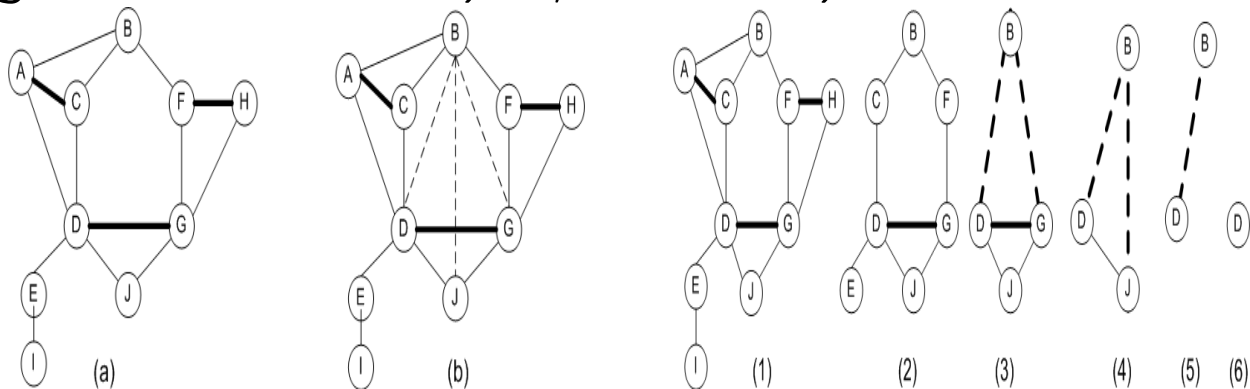 B B B B B B B
A A A
C F H C F H C F H C F
D G D G D G D G D G D J D D
E J E J E J E J J
I I I
(a) (b) (1) (2) (3) (4) (5) (6)